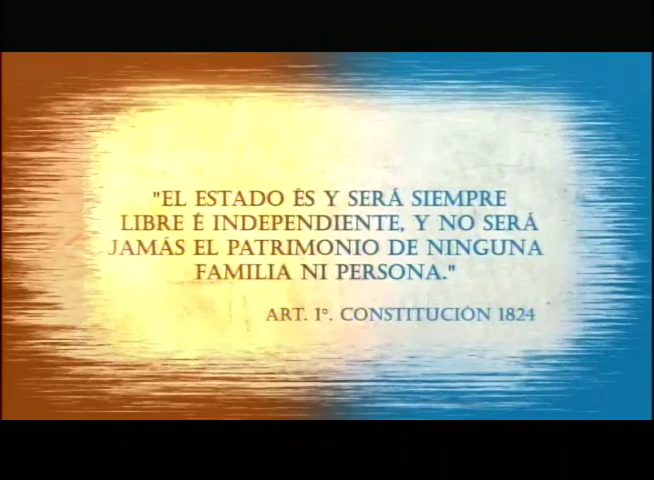 "EL ESTADO ÉS Y SERÁ SIEMPRE
LIBRE É INDEPENDIENTE, Y NO SERÁ
JAMÁS EL PATRIMONIO DE NINGUNA
FAMILIA NI PERSONA."
ART. 1°. CONSTITUCIÓN 1824